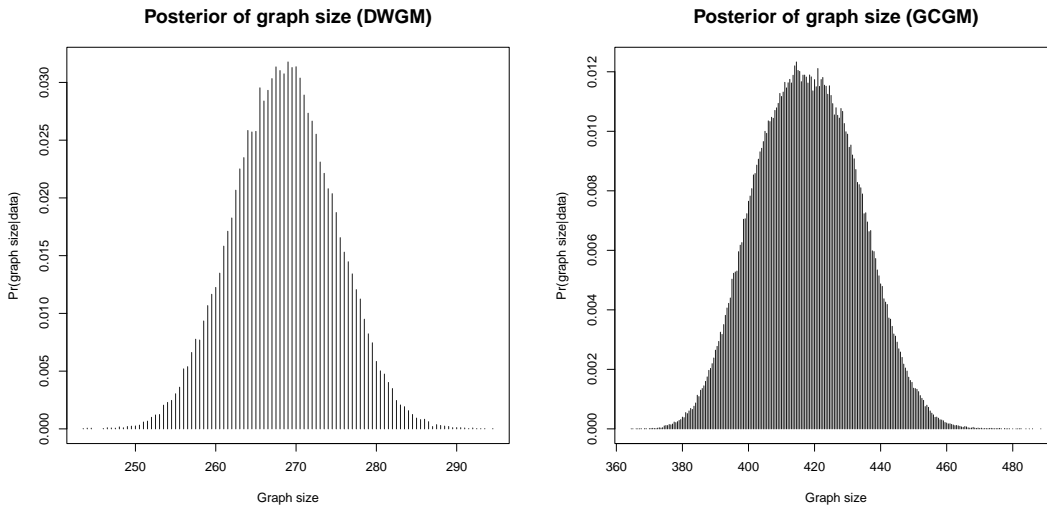 Posterior of graph size (DWGM)
Pr(graph size|data)
0.000
0.005
0.010
0.015
0.020
0.025
0.030
250 260 270 280 290
Graph size
Posterior of graph size (GCGM)
Pr(graph size|data)
0.000
0.002
0.004
0.006
0.008
0.010
0.012
360 380 400 420 440 460 480
Graph size